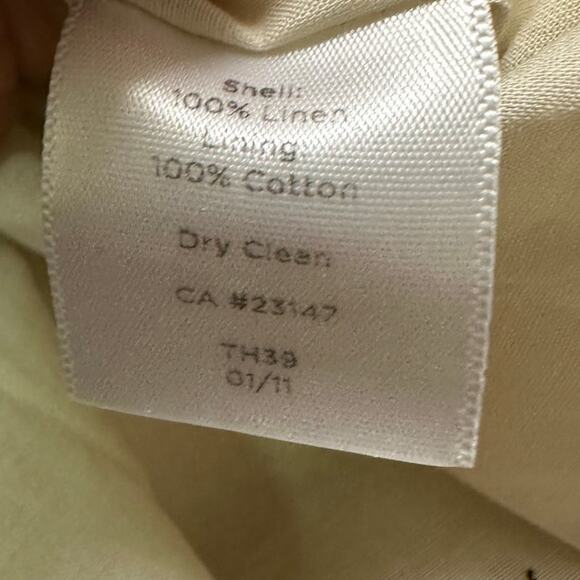 Shell:
100% Linen
Lining
100% Cotton
Dry Clean
CA #23147
TH39
01/11